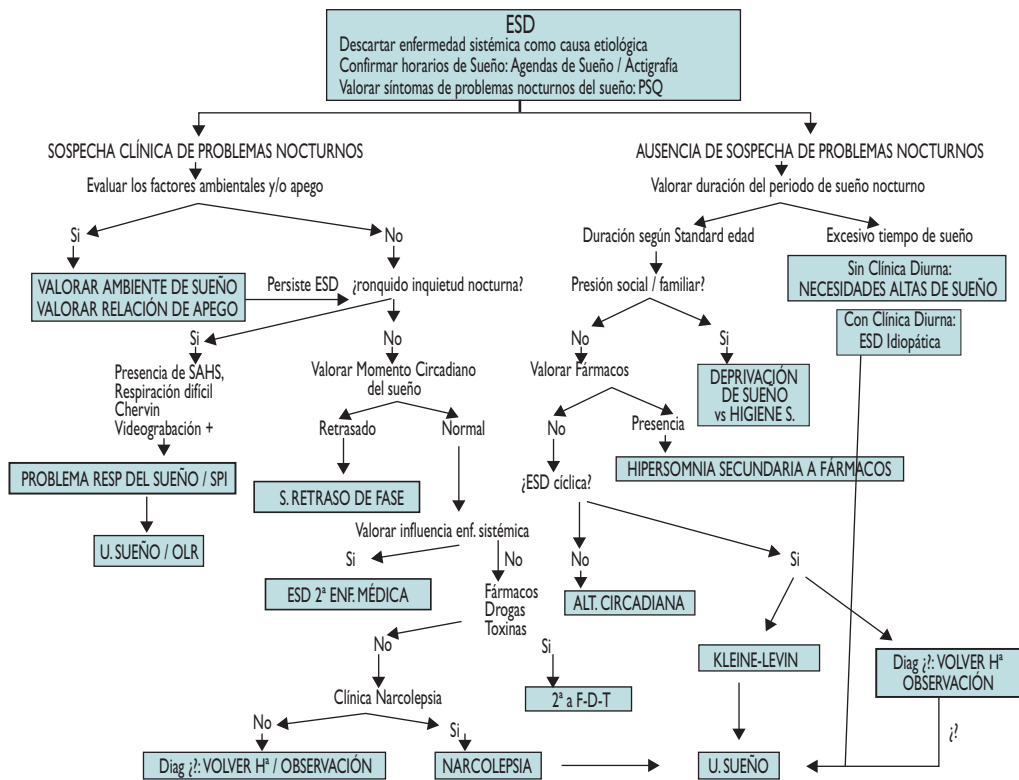 ESD
Descartar enfermedad sistémica como causa etiológica
Confirmar horarios de Sueño: Agendas de Sueño / Actigrafía
Valorar síntomas de problemas nocturnos del sueño: PSQ
SOSPECHA CLÍNICA DE PROBLEMAS NOCTURNOS
Evaluar los factores ambientales y/o apego
Si
No
VALORAR AMBIENTE DE SUEÑO
VALORAR RELACIÓN DE APEGO
Persiste ESD
¿ronquido inquietud nocturna?
Si
No
Presencia de SAHS,
Respiración difícil
Chervin
Videograbación +
PROBLEMA RESP DEL SUEÑO / SPI
U. SUEÑO / OLR
Valorar Momento Circadiano
del sueño
Retrasado
Normal
S. RETRASO DE FASE
Valorar influencia enf. sistémica
Si
No
ESD 2ª ENF. MÉDICA
Fármacos
Drogas
Toxinas
No
Si
2ª a F-D-T
Clínica Narcolepsia
No
Si
Diag ¿?: VOLVER Hª / OBSERVACIÓN
NARCOLEPSIA
AUSENCIA DE SOSPECHA DE PROBLEMAS NOCTURNOS
Valorar duración del periodo de sueño nocturno
Duración según Standard edad
Excesivo tiempo de sueño
Sin Clínica Diurna:
NECESIDADES ALTAS DE SUEÑO
Con Clínica Diurna:
ESD Idiopática
Presión social / familiar?
No
Si
DEPRIVACIÓN
DE SUEÑO
vs HIGIENE S.
Valorar Fármacos
No
Presencia
HIPERSOMNIA SECUNDARIA A FÁRMACOS
¿ESD cíclica?
No
Si
ALT. CIRCADIANA
KLEINE-LEVIN
Diag ¿?: VOLVER Hª
OBSERVACIÓN
¿?
U. SUEÑO